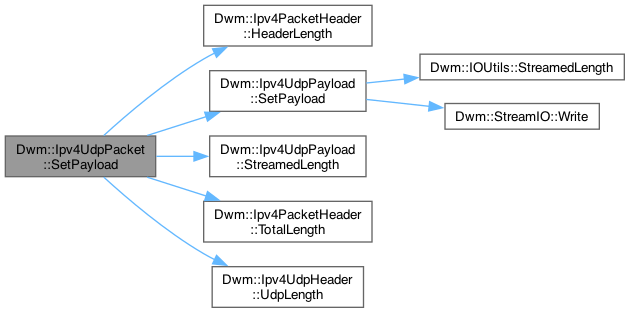 Dwm::Ipv4UdpPacket
::SetPayload
Dwm::Ipv4PacketHeader
::HeaderLength
Dwm::Ipv4UdpPayload
::SetPayload
Dwm::IOUtils::StreamedLength
Dwm::StreamIO::Write
Dwm::Ipv4UdpPayload
::StreamedLength
Dwm::Ipv4PacketHeader
::TotalLength
Dwm::Ipv4UdpHeader
::UdpLength